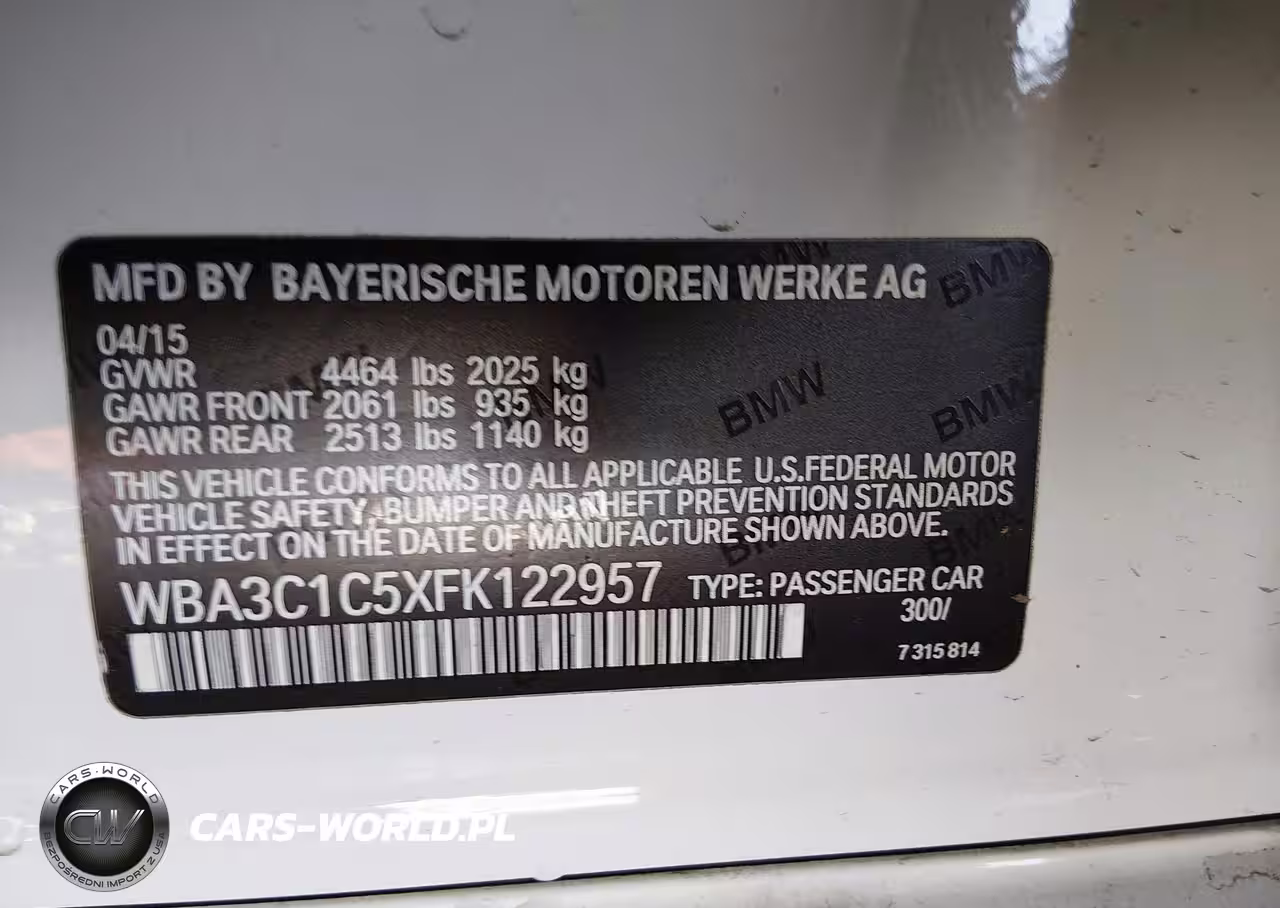 MFD BY BAYERISCHE MOTOREN WERKE AG
04/15
GVWR 4464 lbs 2025 kg
GAWR FRONT 2061 lbs 935 kg
GAWR REAR 2513 lbs 1140 kg
THIS VEHICLE CONFORMS TO ALL APPLICABLE U.S.FEDERAL MOTOR
VEHICLE SAFETY, BUMPER AND THEFT PREVENTION STANDARDS
IN EFFECT ON THE DATE OF MANUFACTURE SHOWN ABOVE.
WBA3C1C5XFK122957 TYPE: PASSENGER CAR
300/
7 315 814
BMW
BMW
BMW
CARS-WORLD
CW
BEZPOŚREDNI IMPORT Z USA
CARS-WORLD.PL